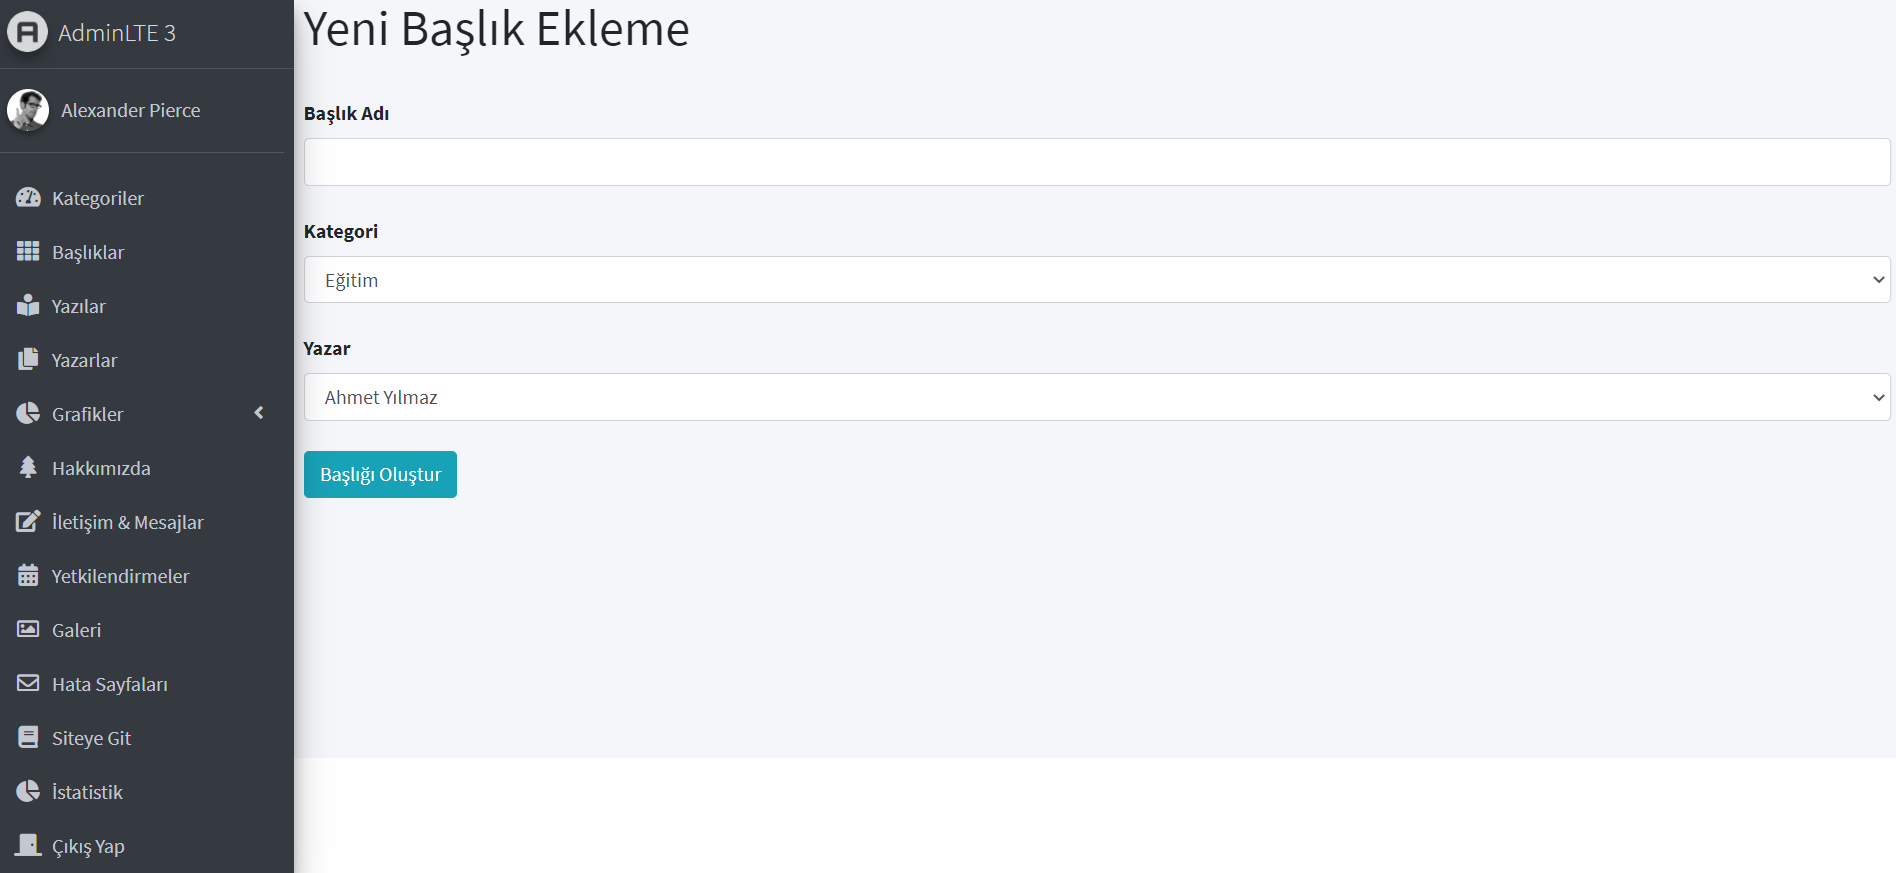 AdminLTE 3
Alexander Pierce
Kategoriler
Başlıklar
Yazılar
Yazarlar
Grafikler
Hakkımızda
İletişim & Mesajlar
Yetkilendirmeler
Galeri
Hata Sayfaları
Siteye Git
İstatistik
Çıkış Yap
Yeni Başlık Ekleme
Başlık Adı
Kategori
Eğitim
Yazar
Ahmet Yılmaz
Başlığı Oluştur